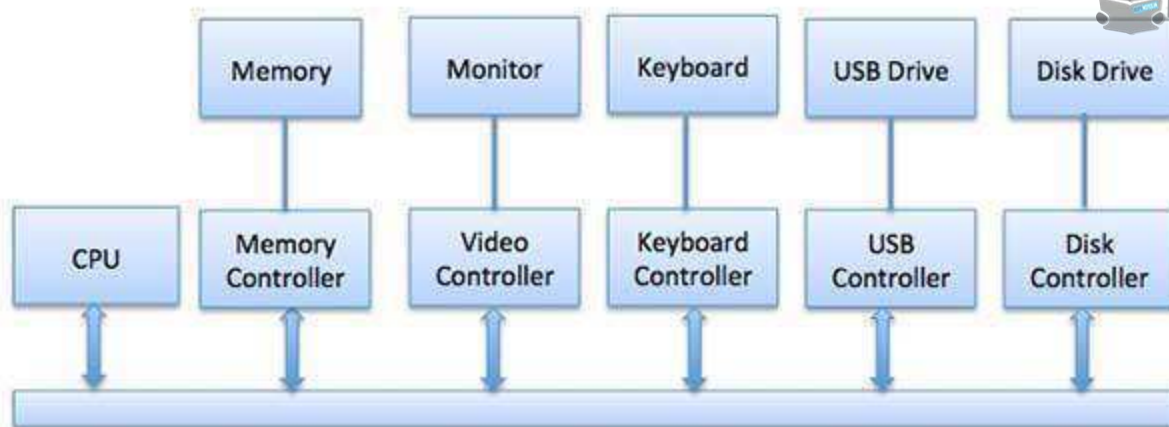 Memory
Monitor
Keyboard
USB Drive
Disk Drive
CPU
Memory
Controller
Video
Controller
Keyboard
Controller
USB
Controller
Disk
Controller